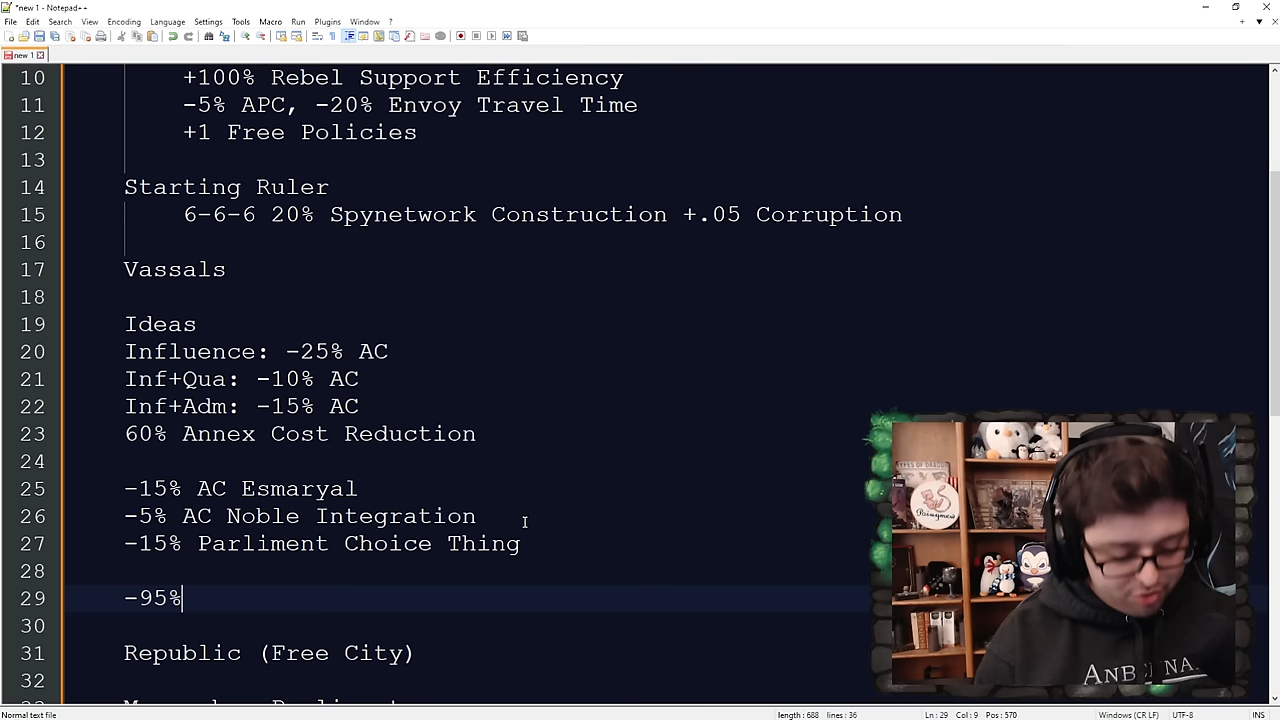 *new 1 - Notepad++
File Edit Search View Encoding Language Settings Tools Macro Run Plugins Window ?
new 1
10 +100% Rebel Support Efficiency
11 -5% APC, -20% Envoy Travel Time
12 +1 Free Policies
13
14 Starting Ruler
15 6-6-6 20% Spynetwork Construction +.05 Corruption
16
17 Vassals
18
19 Ideas
20 Influence: -25% AC
21 Inf+Qua: -10% AC
22 Inf+Adm: -15% AC
23 60% Annex Cost Reduction
24
25 -15% AC Esmaryal
26 -5% AC Noble Integration
27 -15% Parliment Choice Thing
28
29 -95%
30
31 Republic (Free City)
32
TYPES OF
ANBENNA
Normal text file length : 688 lines : 36 Ln : 29 Col : 9 Pos : 570 Windows (CR LF) UTF-8 INS